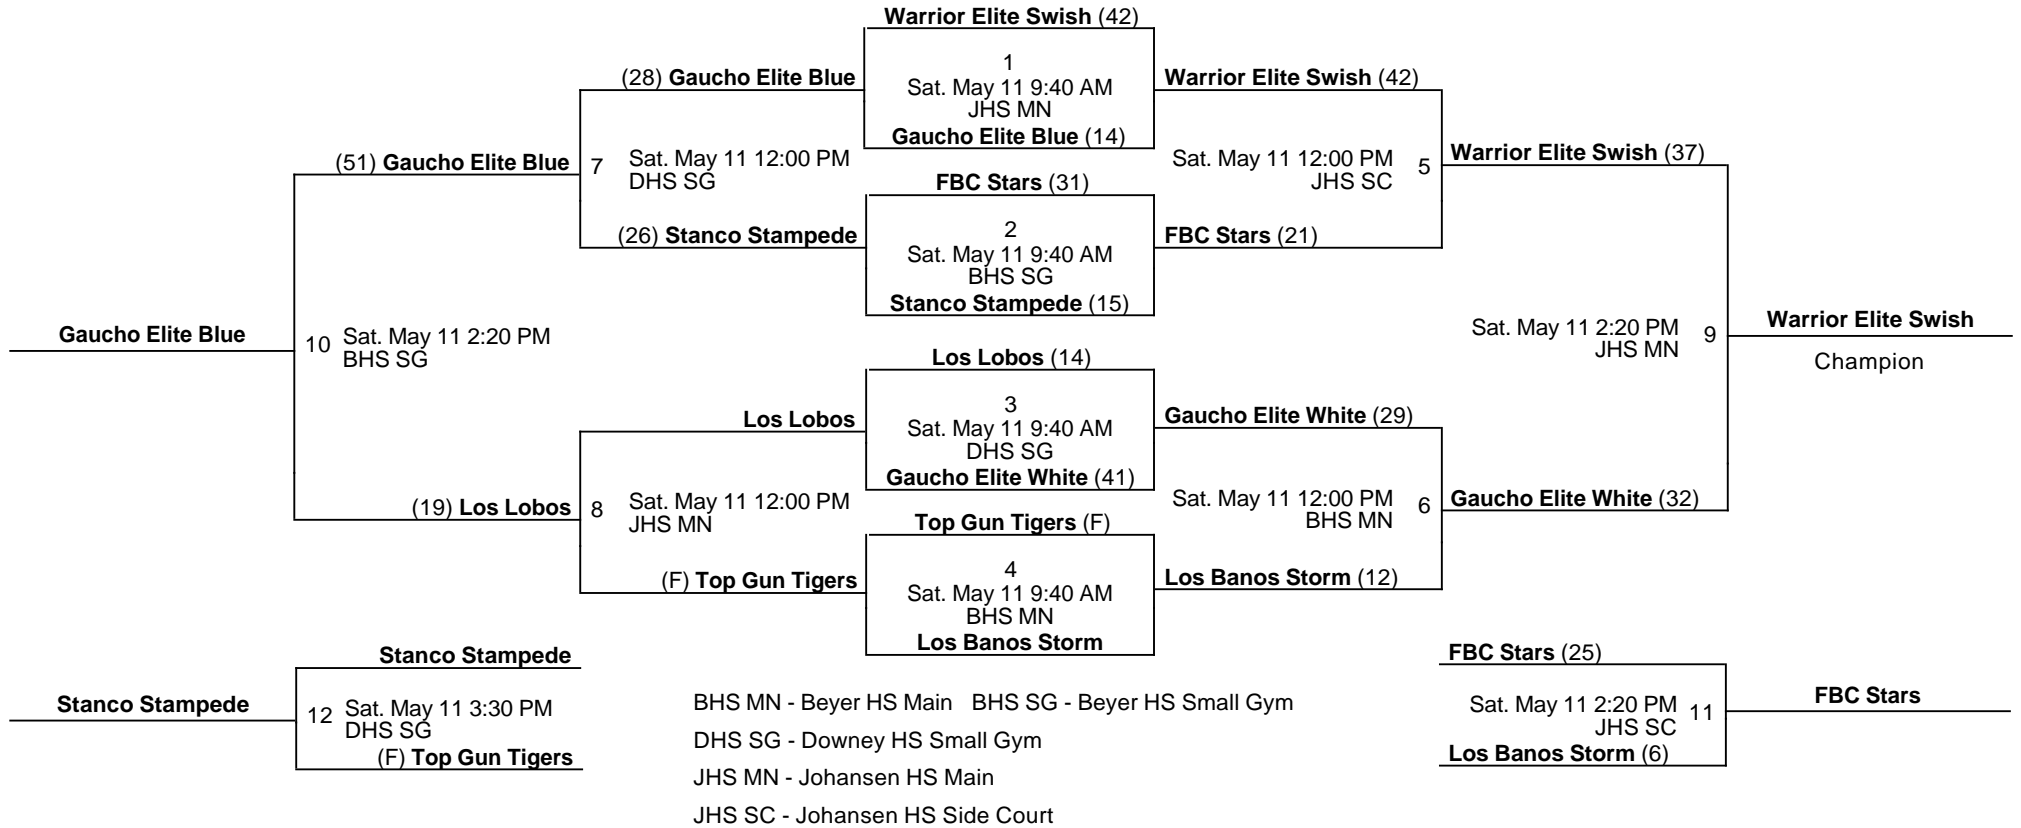 Warrior Elite Swish (42)
1
Sat. May 11 9:40 AM
JHS MN
Gaucho Elite Blue (14)
(28) Gaucho Elite Blue
Warrior Elite Swish (42)
(51) Gaucho Elite Blue
7
Sat. May 11 12:00 PM
DHS SG
Sat. May 11 12:00 PM
JHS SC
5
Warrior Elite Swish (37)
FBC Stars (31)
2
Sat. May 11 9:40 AM
BHS SG
Stanco Stampede (15)
(26) Stanco Stampede
FBC Stars (21)
Gaucho Elite Blue
10
Sat. May 11 2:20 PM
BHS SG
Sat. May 11 2:20 PM
JHS MN
9
Warrior Elite Swish
Champion
Los Lobos (14)
3
Sat. May 11 9:40 AM
DHS SG
Gaucho Elite White (41)
Los Lobos
Gaucho Elite White (29)
(19) Los Lobos
8
Sat. May 11 12:00 PM
JHS MN
Sat. May 11 12:00 PM
BHS MN
6
Gaucho Elite White (32)
Top Gun Tigers (F)
4
Sat. May 11 9:40 AM
BHS MN
Los Banos Storm
(F) Top Gun Tigers
Los Banos Storm (12)
Stanco Stampede
Stanco Stampede
12
Sat. May 11 3:30 PM
DHS SG
(F) Top Gun Tigers
BHS MN - Beyer HS Main BHS SG - Beyer HS Small Gym
DHS SG - Downey HS Small Gym
JHS MN - Johansen HS Main
JHS SC - Johansen HS Side Court
FBC Stars (25)
Sat. May 11 2:20 PM
JHS SC
11
Los Banos Storm (6)
FBC Stars